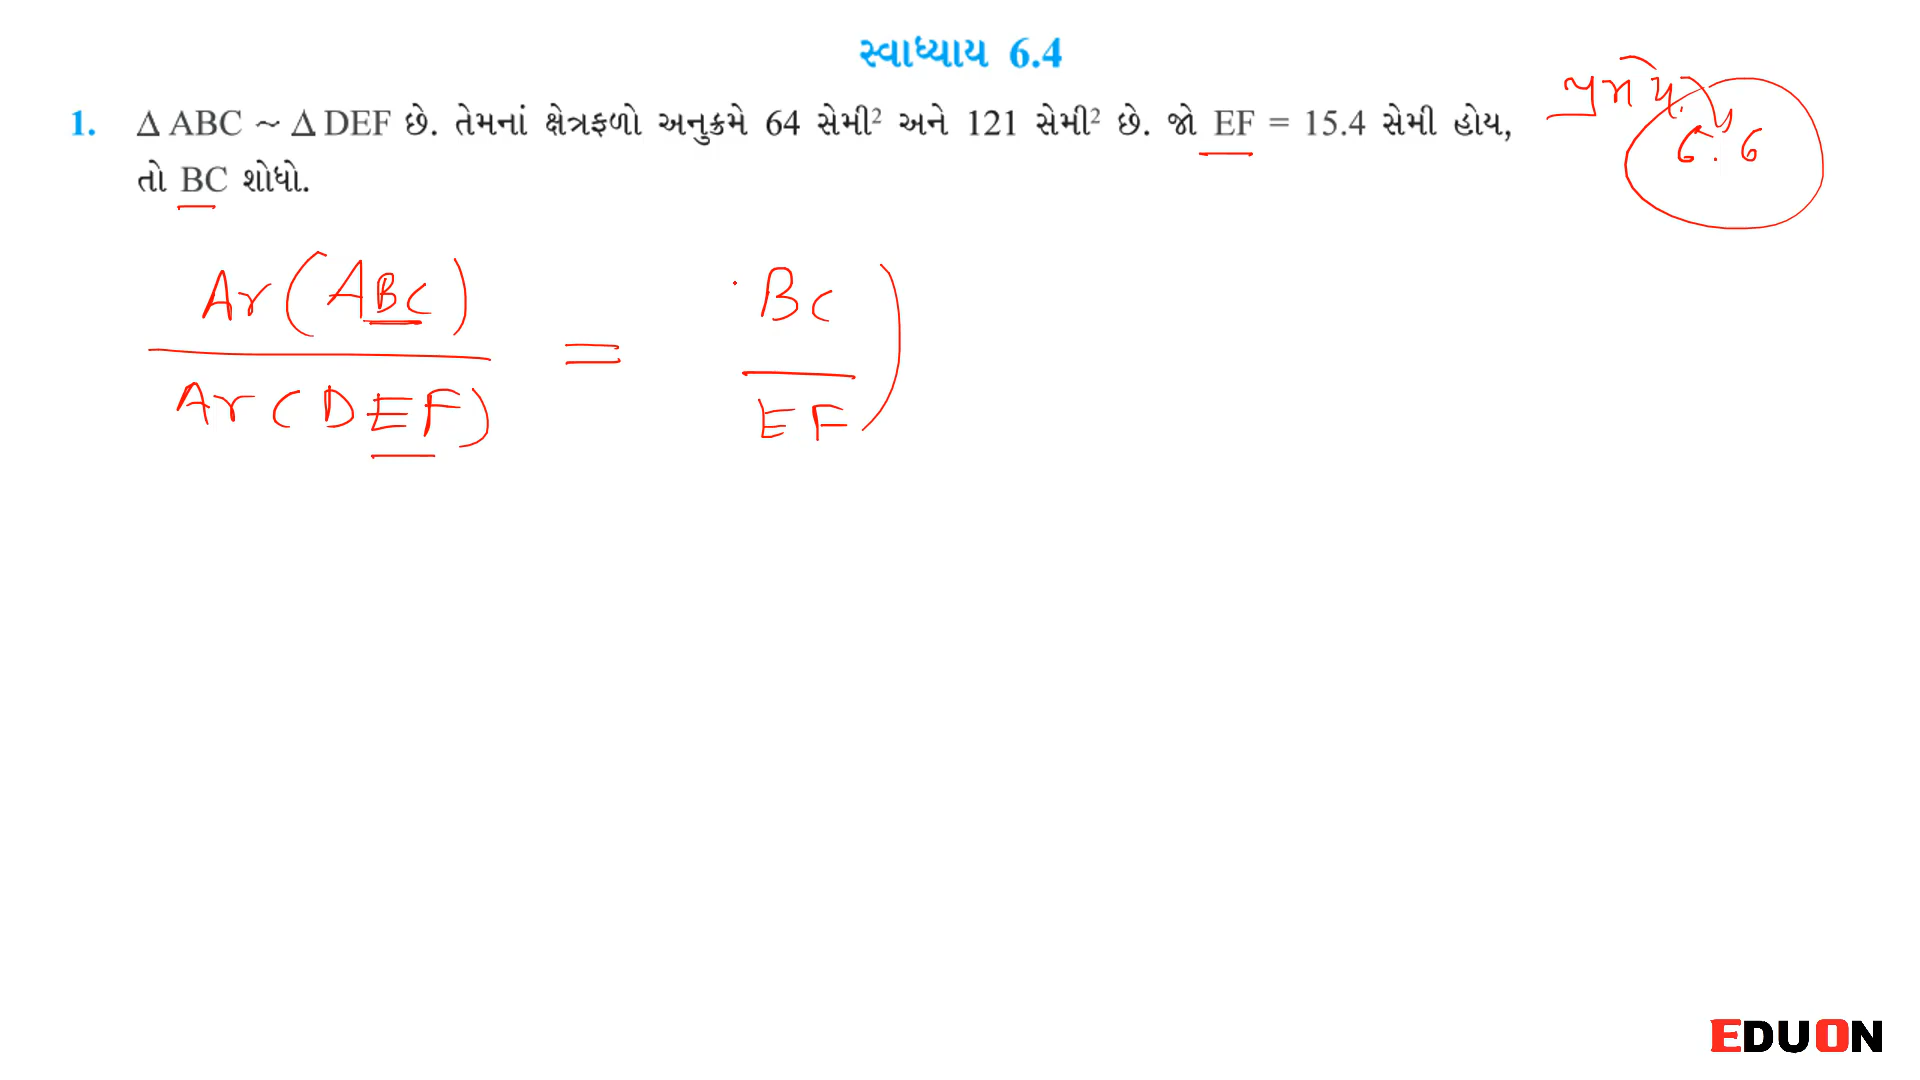 સ્વાધ્યાય 6.4
1. Δ ABC ~ Δ DEF છે. તેમનાં ક્ષેત્રફળો અનુક્રમે 64 સેમી² અને 121 સેમી² છે. જો EF = 15.4 સેમી હોય,
તો BC શોધો.
પ્રમેય
6.6
Ar(ABC) = BC)
Ar(DEF) EF
EDUON